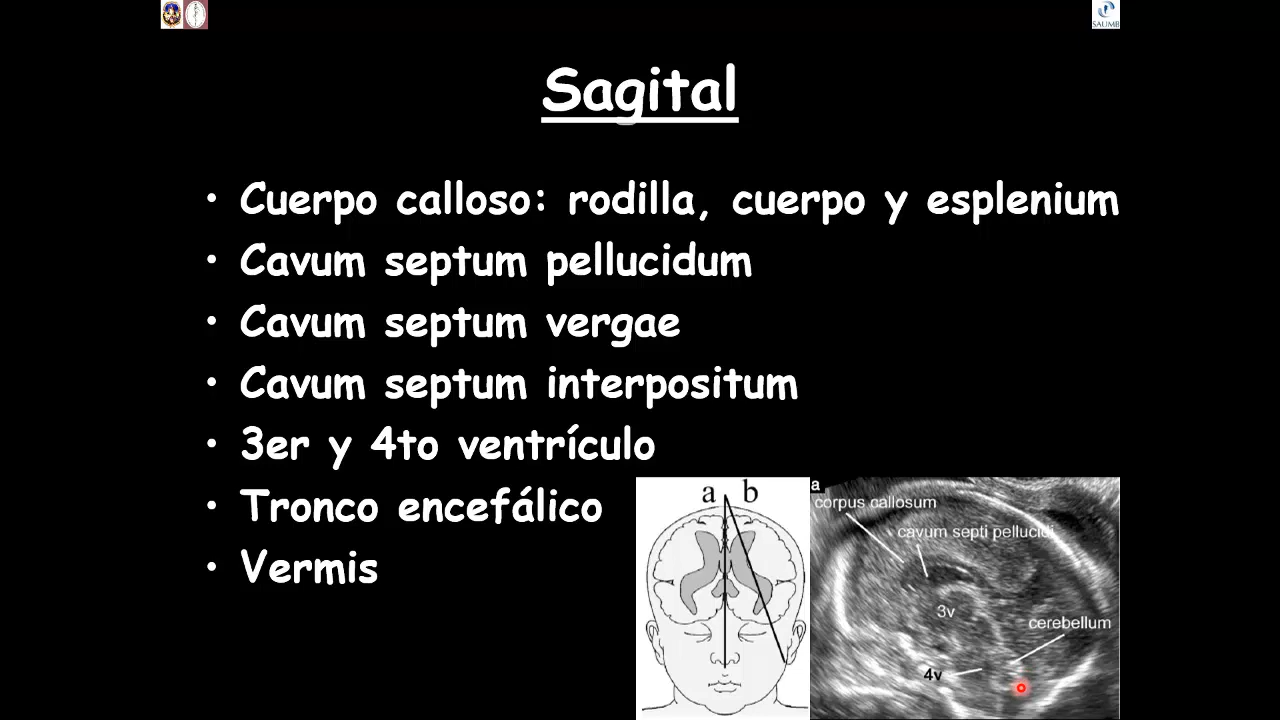 SAUMB
Sagital
• Cuerpo calloso: rodilla, cuerpo y esplenium
• Cavum septum pellucidum
• Cavum septum vergae
• Cavum septum interpositum
• 3er y 4to ventrículo
• Tronco encefálico
• Vermis
a b
a
corpus callosum
cavum septi pellucidi
3v
cerebellum
4v